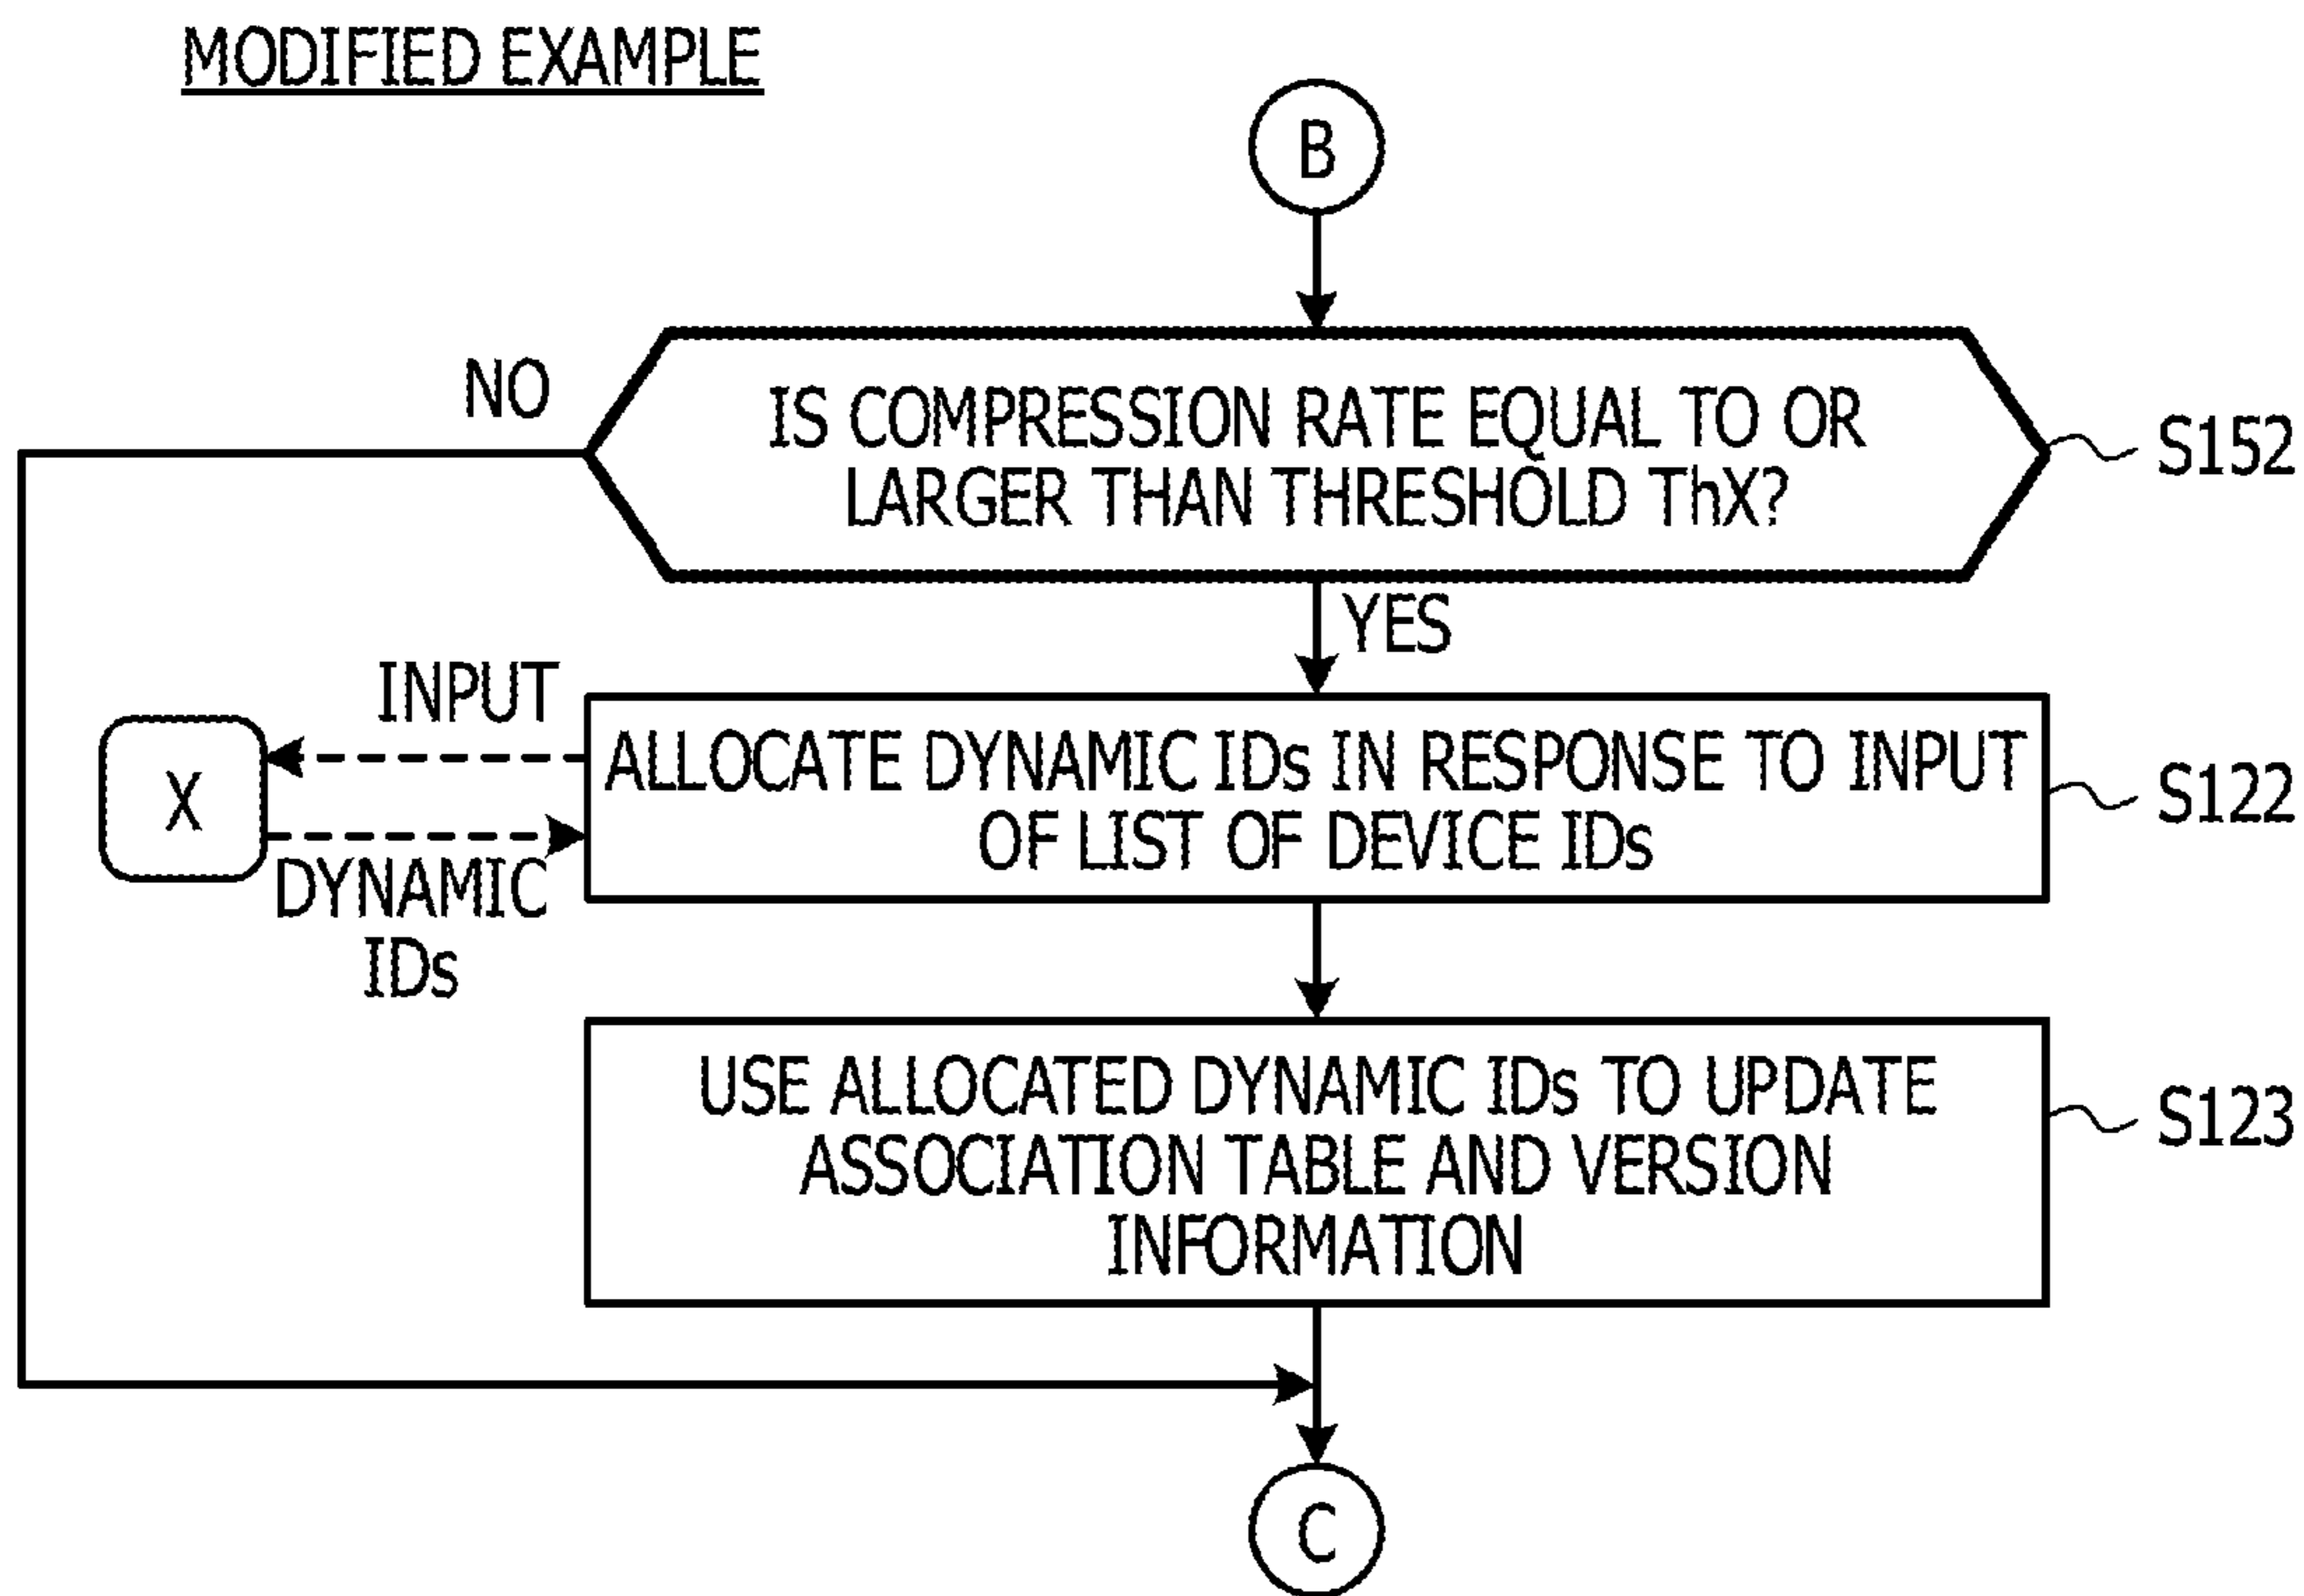 MODIFIED EXAMPLE
B
NO
IS COMPRESSION RATE EQUAL TO OR
LARGER THAN THRESHOLD ThX?
S152
YES
INPUT
X
DYNAMIC
IDs
ALLOCATE DYNAMIC IDs IN RESPONSE TO INPUT
OF LIST OF DEVICE IDs
S122
USE ALLOCATED DYNAMIC IDs TO UPDATE
ASSOCIATION TABLE AND VERSION
INFORMATION
S123
C